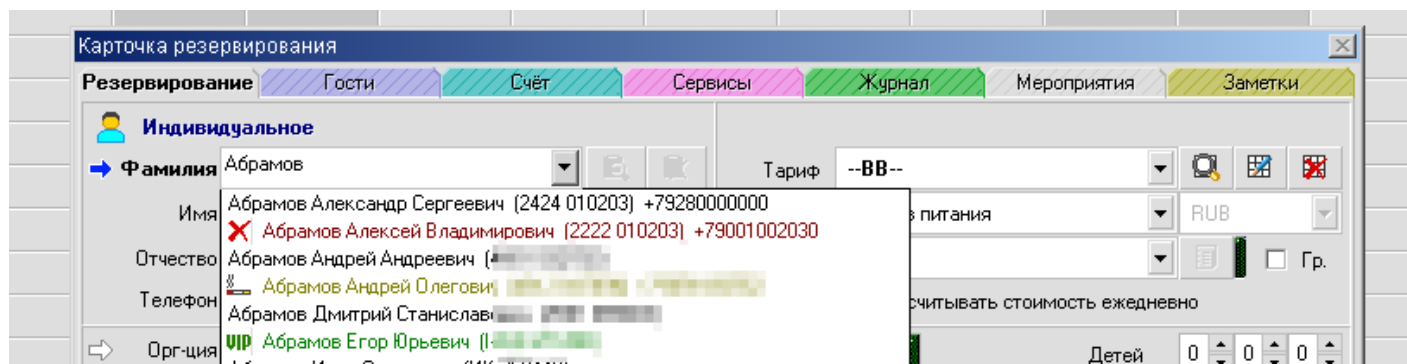 Карточка резервирования
Резервирование Гости Счёт Сервисы Журнал Мероприятия Заметки
Индивидуальное
Фамилия Абрамов Тариф --BB--
Абрамов Александр Сергеевич (2424 010203) +79280000000
Имя питания RUB
Абрамов Алексей Владимирович (2222 010203) +79001002030
Отчество Абрамов Андрей Андреевич Гр.
Абрамов Андрей Олегович
Телефон считывать стоимость ежедневно
Абрамов Дмитрий
Орг-ция VIP Абрамов Егор Юрьевич Детей 0 0 0